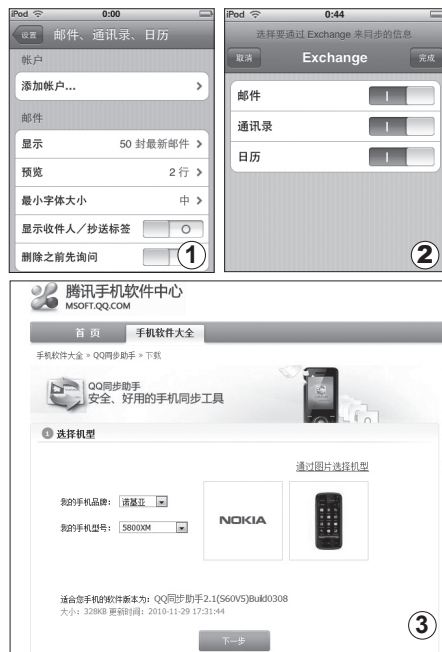 iPod 0:00
设置 邮件、通讯录、日历
帐户
添加帐户...
邮件
显示 50 封最新邮件
预览 2 行
最小字体大小 中
显示收件人／抄送标签
删除之前先询问
①
iPod 0:44
选择要通过 Exchange 来同步的信息
取消 Exchange 完成
邮件
通讯录
日历
②
腾讯手机软件中心
MSOFT.QQ.COM
首 页 手机软件大全
手机软件大全 » QQ同步助手 » 下载
QQ同步助手
安全、好用的手机同步工具
1 选择机型
通过图片选择机型
我的手机品牌： 诺基亚
我的手机型号： 5800XM
NOKIA
适合您手机的软件版本为：QQ同步助手2.1(S60V5)Build0308
大小：328KB 更新时间：2010-11-29 17:31:44
下一步
③